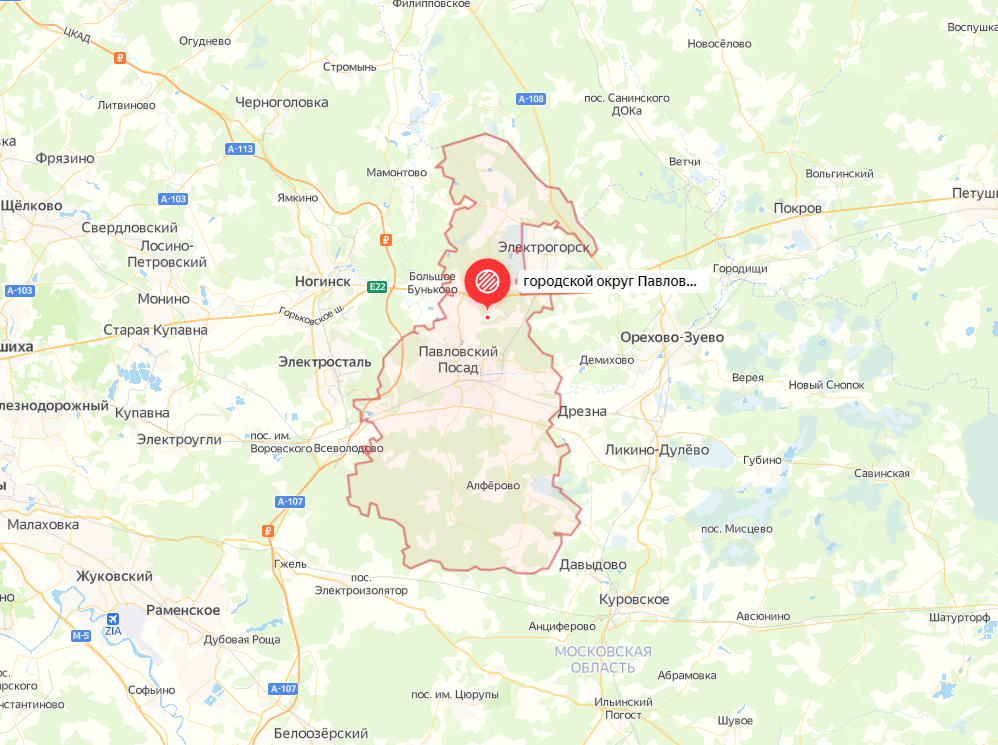 Филипповское
Воспушка
ЦКАД
Огуднево
Новосёлово
Стромынь
Литвиново
Черноголовка
А-108
пос. Санинского
ДОКа
А-113
Фрязино
Мамонтово
Ветчи
Вольгинский
А-103
Ямкино
Щёлково
Покров
Свердловский
Лосино-
Петровский
Электрогорск
Ногинск
Большое
Буньково
городской округ Павлов...
Городищи
Е22
А-103
Монино
Горьковское ш.
Старая Купавна
Электросталь
Павловский
Посад
Орехово-Зуево
Демихово
Верея
Новый Снопок
Купавна
Дрезна
Электроугли
пос. им.
Воровского
Всеволодово
Ликино-Дулёво
Губино
Савинская
Алфёрово
А-107
Малаховка
пос. Мисцево
Гжель
Давыдово
Жуковский
пос.
Электроизолятор
Раменское
Куровское
ZIA
М-5
Анциферово
Авсюнино
Шатурторф
Дубовая Роща
МОСКОВСКАЯ
ОБЛАСТЬ
Абрамовка
Софьино
А-107
пос. им. Цюрупы
Ильинский
Погост
Шувое
Белоозёрский